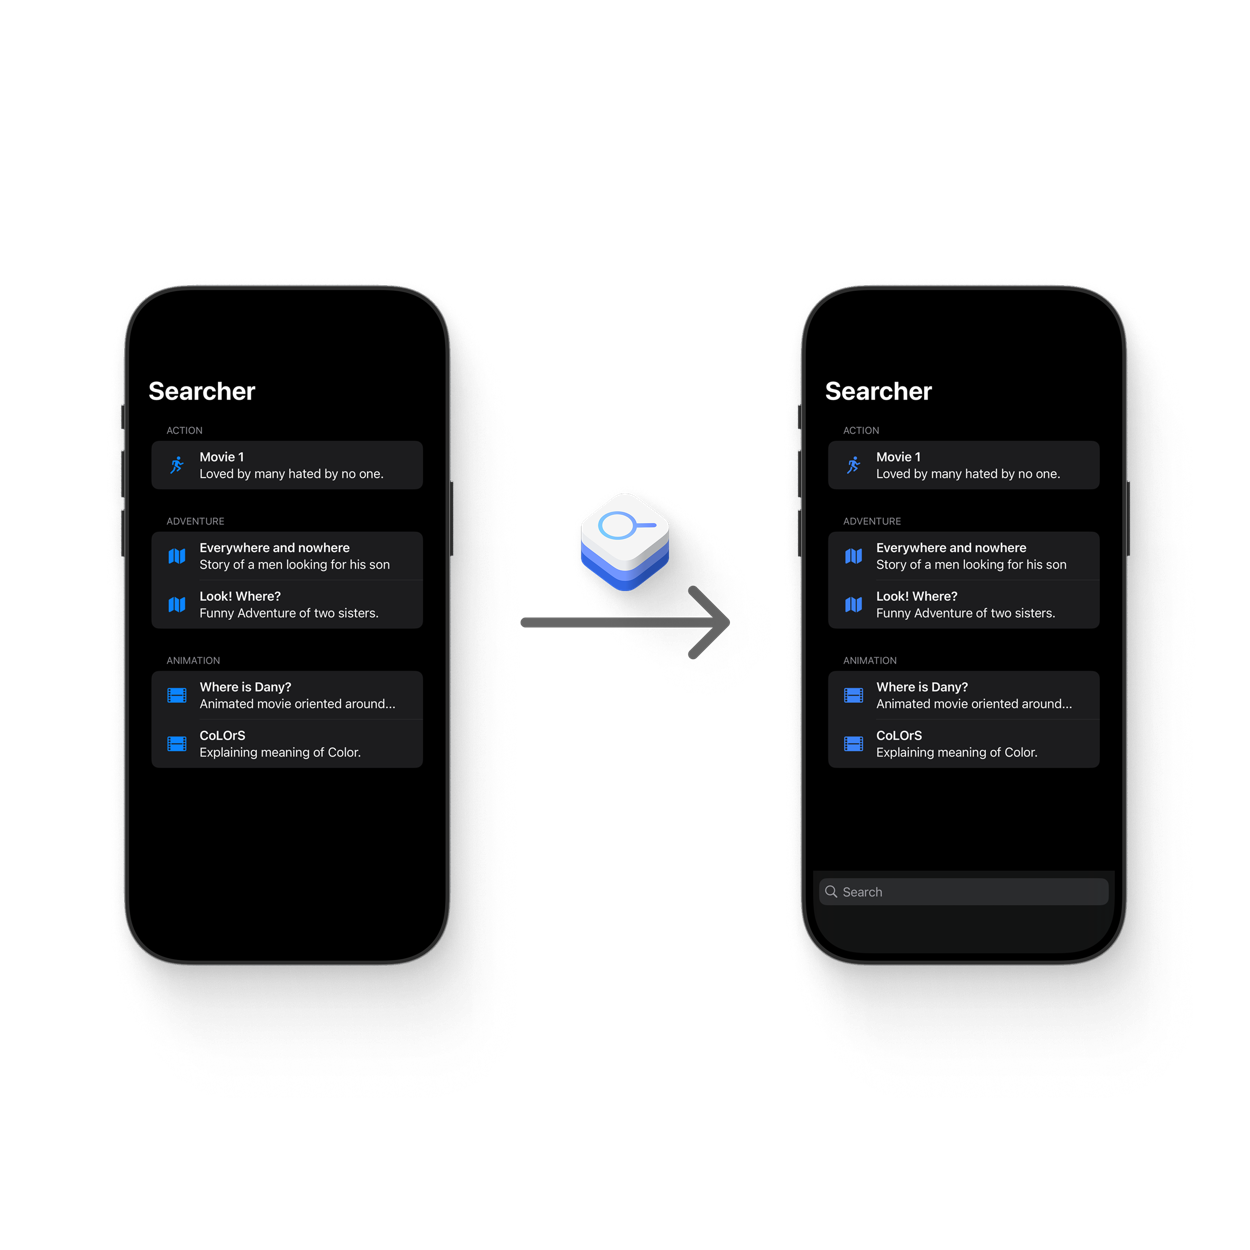 Searcher
ACTION
Movie 1
Loved by many hated by no one.
ADVENTURE
Everywhere and nowhere
Story of a men looking for his son
Look! Where?
Funny Adventure of two sisters.
ANIMATION
Where is Dany?
Animated movie oriented around...
CoLOrS
Explaining meaning of Color.
Searcher
ACTION
Movie 1
Loved by many hated by no one.
ADVENTURE
Everywhere and nowhere
Story of a men looking for his son
Look! Where?
Funny Adventure of two sisters.
ANIMATION
Where is Dany?
Animated movie oriented around...
CoLOrS
Explaining meaning of Color.
Search